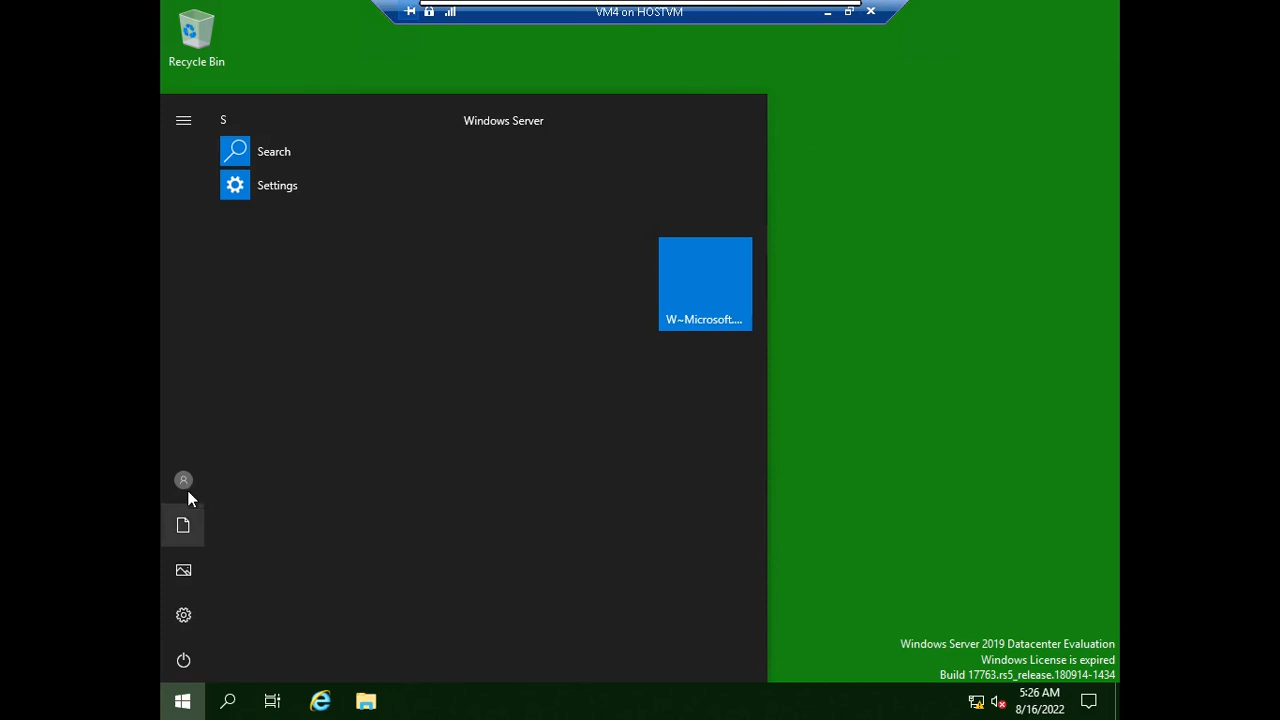 VM4 on HOSTVM
Recycle Bin
S
Windows Server
Search
Settings
W~Microsoft....
Windows Server 2019 Datacenter Evaluation
Windows License is expired
Build 17763.rs5_release.180914-1434
5:26 AM
8/16/2022